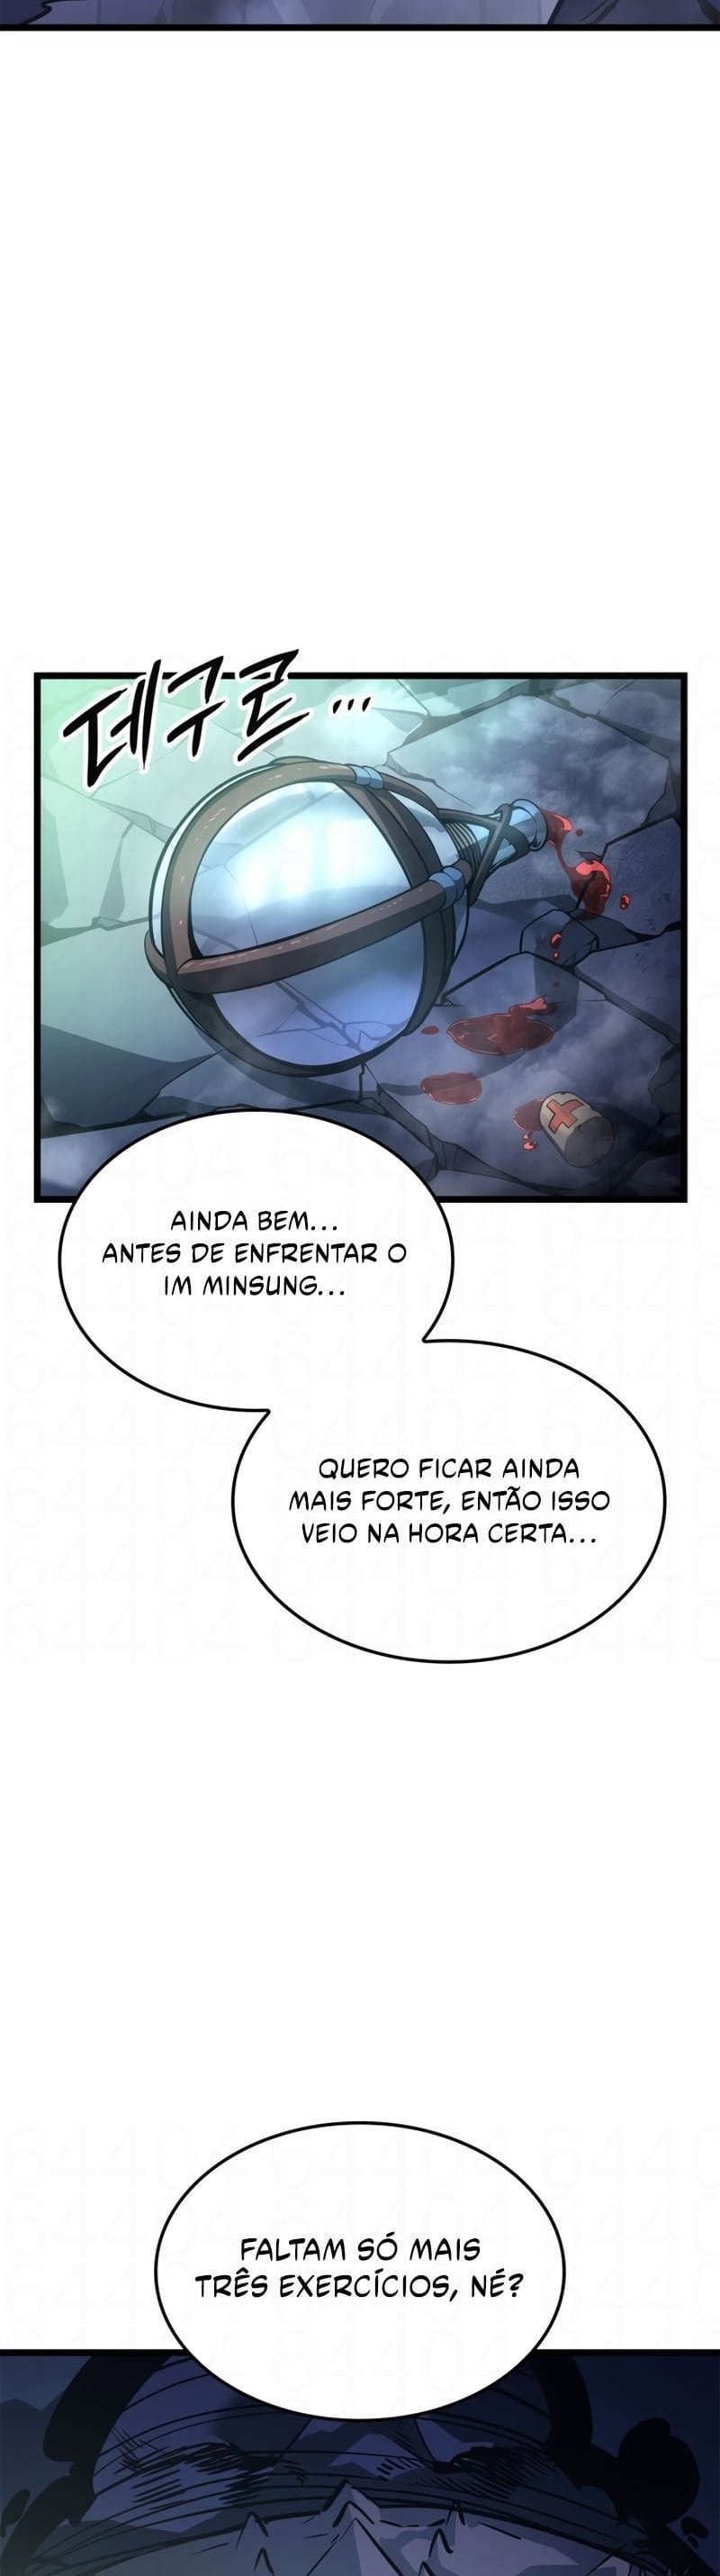 데구르...
AINDA BEM...
ANTES DE ENFRENTAR O
IM MINSUNG...
QUERO FICAR AINDA
MAIS FORTE, ENTÃO ISSO
VEIO NA HORA CERTA...
FALTAM SÓ MAIS
TRÊS EXERCÍCIOS, NÉ?